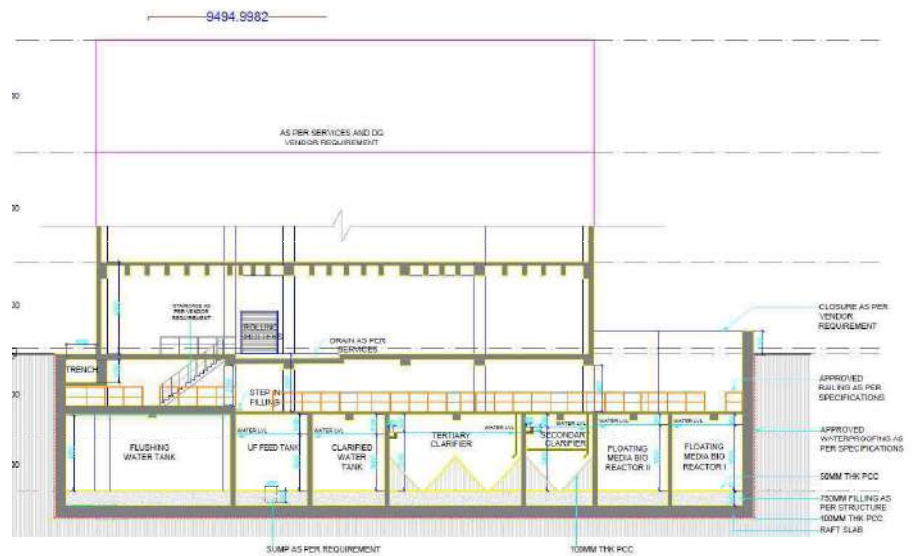 9494.9982
AS PER SERVICES AND DG
VENDOR REQUIREMENT
STAIRCASE AS
PER VENDOR
REQUIREMENT
ROLLING
SHUTTERS
CLOSURE AS PER
VENDOR
REQUIREMENT
DRAIN AS PER
SERVICES
TRENCH
STEP IN
FILLING
APPROVED
RAILING AS PER
SPECIFICATIONS
WATER LVL
WATER LVL
WATER LVL
WATER LVL
WATER LVL
WATER LVL
FLUSHING
WATER TANK
UF FEED TANK
CLARIFIED
WATER
TANK
TERTIARY
CLARIFIER
SECONDARY
CLARIFIER
FLOATING
MEDIA BIO
REACTOR II
FLOATING
MEDIA BIO
REACTOR I
APPROVED
WATERPROOFING AS
PER SPECIFICATIONS
50MM THK PCC
750MM FILLING AS
PER STRUCTURE
100MM THK PCC
RAFT SLAB
SUMP AS PER REQUIREMENT
100MM THK PCC